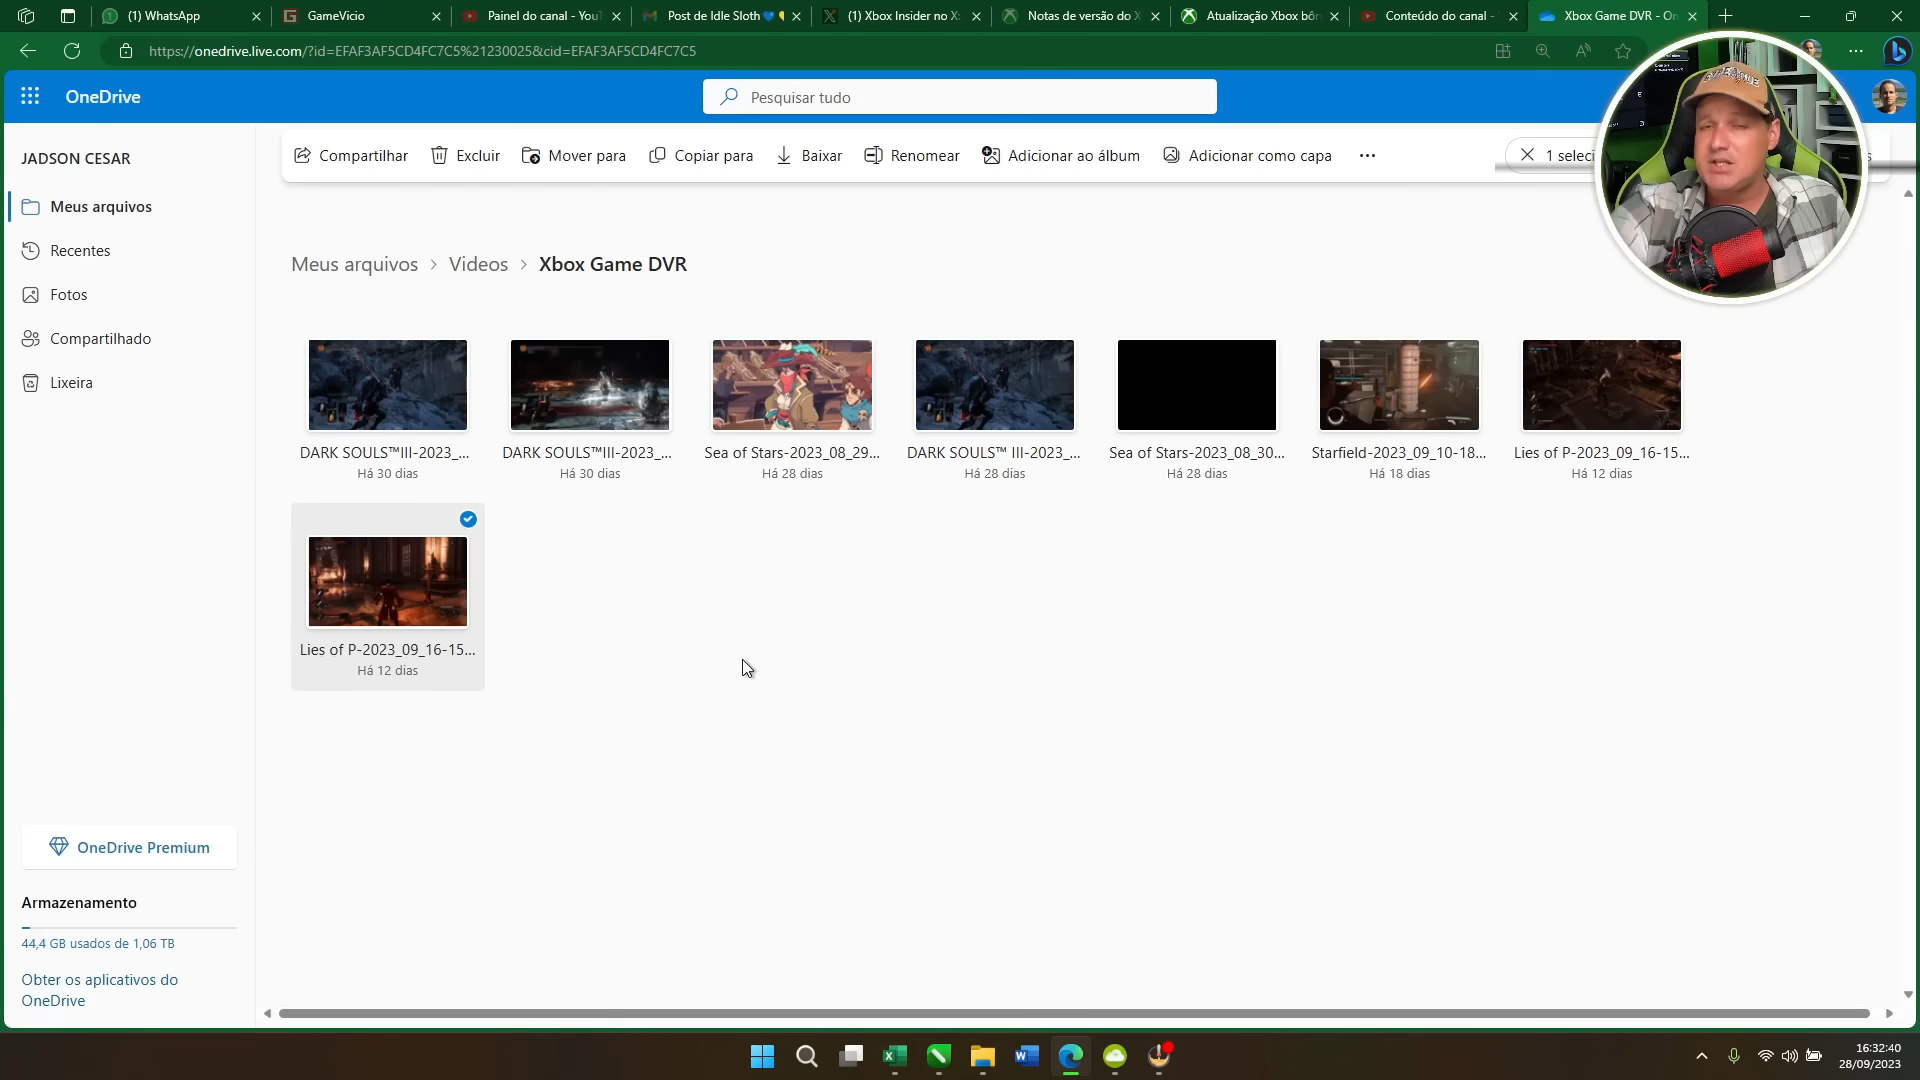 (1) WhatsApp
GameVicio
Painel do canal - You
Post de Idle Sloth
(1) Xbox Insider no X
Notas de versão do X
Atualização Xbox bôn
Conteúdo do canal -
Xbox Game DVR - On
https://onedrive.live.com/?id=EFAF3AF5CD4FC7C5%21230025&cid=EFAF3AF5CD4FC7C5
OneDrive
Pesquisar tudo
JADSON CESAR
Compartilhar
Excluir
Mover para
Copiar para
Baixar
Renomear
Adicionar ao álbum
Adicionar como capa
1 seleci
Meus arquivos
Recentes
Fotos
Compartilhado
Lixeira
Meus arquivos > Videos > Xbox Game DVR
DARK SOULS™III-2023_...
Há 30 dias
DARK SOULS™III-2023_...
Há 30 dias
Sea of Stars-2023_08_29...
Há 28 dias
DARK SOULS™ III-2023_...
Há 28 dias
Sea of Stars-2023_08_30...
Há 28 dias
Starfield-2023_09_10-18...
Há 18 dias
Lies of P-2023_09_16-15...
Há 12 dias
Lies of P-2023_09_16-15...
Há 12 dias
OneDrive Premium
Armazenamento
44,4 GB usados de 1,06 TB
Obter os aplicativos do
OneDrive
16:32:40
28/09/2023